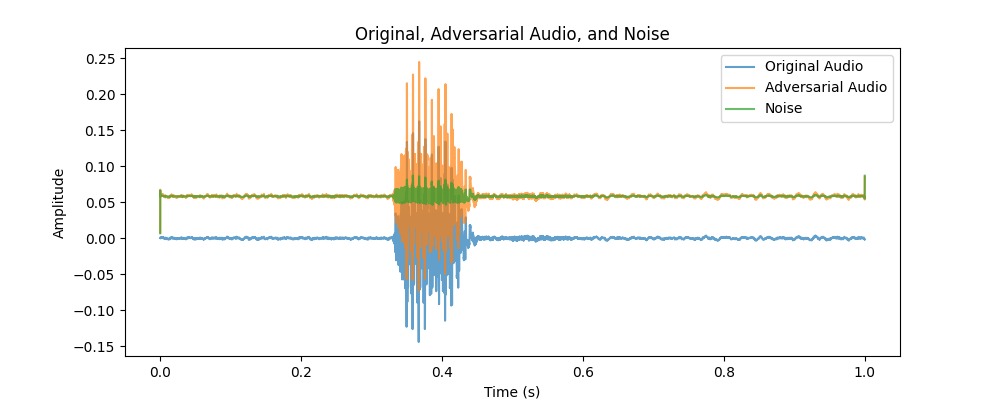 Original, Adversarial Audio, and Noise
Original Audio
Adversarial Audio
Noise
Amplitude
0.25
0.20
0.15
0.10
0.05
0.00
−0.05
−0.10
−0.15
0.0 0.2 0.4 0.6 0.8 1.0
Time (s)